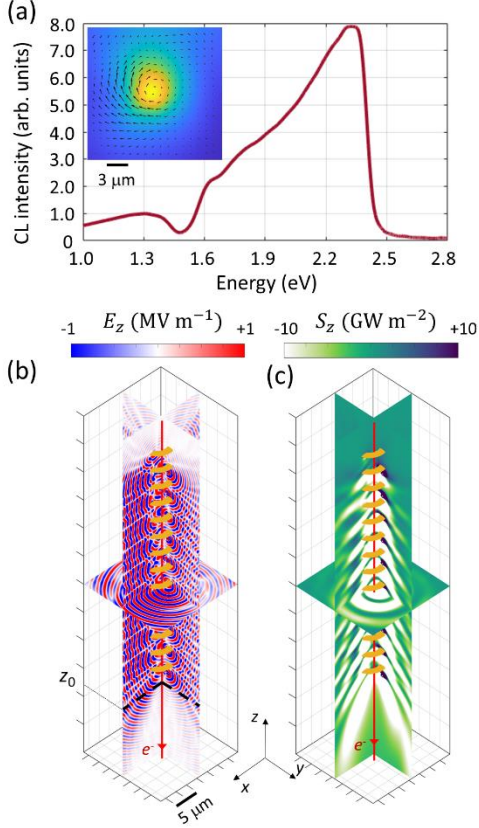 (a)
CL intensity (arb. units)
8.0
7.0
6.0
5.0
4.0
3.0
2.0
1.0
0
3 μm
1.0 1.3 1.6 1.9 2.2 2.5 2.8
Energy (eV)
E_z (MV m⁻¹)
-1 +1
S_z (GW m⁻²)
-10 +10
(b)
(c)
z₀
e⁻
5 μm
z
x
y
e⁻